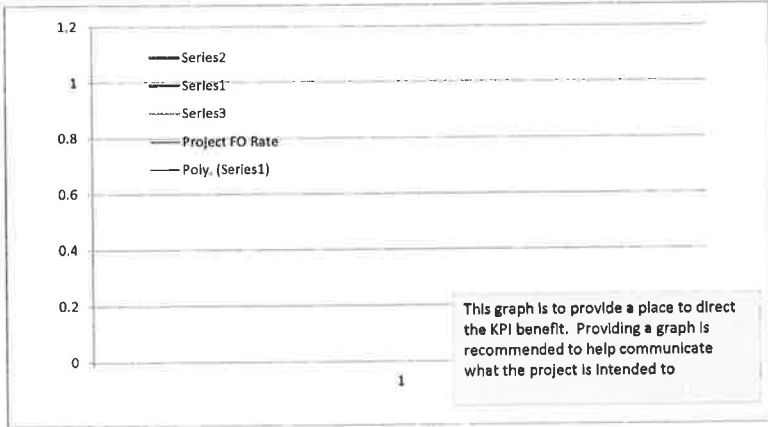 1.2
Series2
1
Series1
Series3
0.8
Project FO Rate
Poly. (Series1)
0.6
0.4
0.2
0
1
This graph is to provide a place to direct
the KPI benefit. Providing a graph is
recommended to help communicate
what the project is intended to